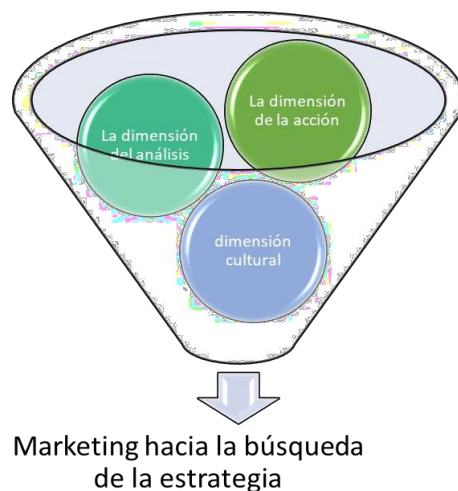 La dimensión
de la acción
La dimensión
del análisis
dimensión
cultural
Marketing hacia la búsqueda
de la estrategia